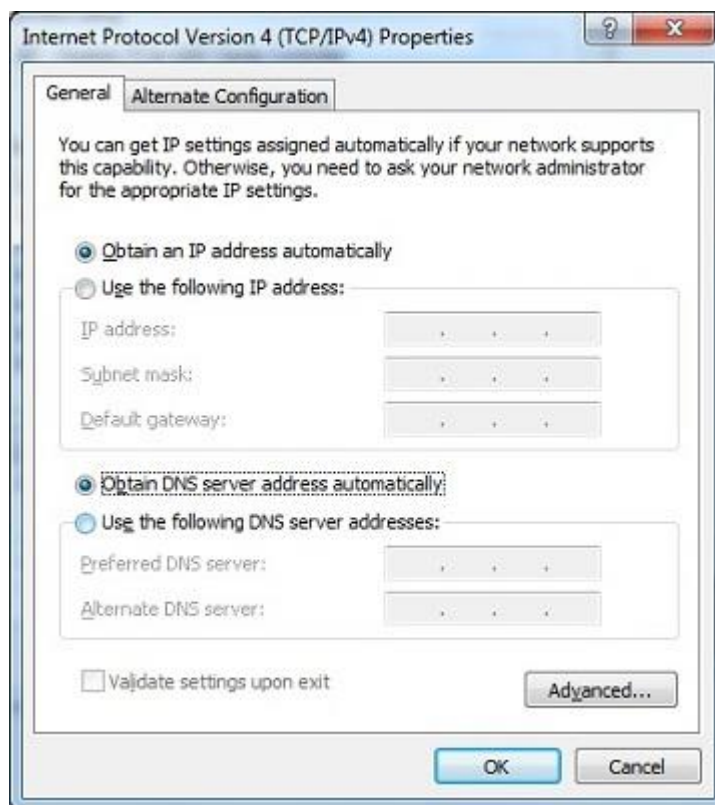 Internet Protocol Version 4 (TCP/IPv4) Properties
General
Alternate Configuration
You can get IP settings assigned automatically if your network supports
this capability. Otherwise, you need to ask your network administrator
for the appropriate IP settings.
Obtain an IP address automatically
Use the following IP address:
IP address:
Subnet mask:
Default gateway:
Obtain DNS server address automatically
Use the following DNS server addresses:
Preferred DNS server:
Alternate DNS server:
Validate settings upon exit
Advanced...
OK
Cancel